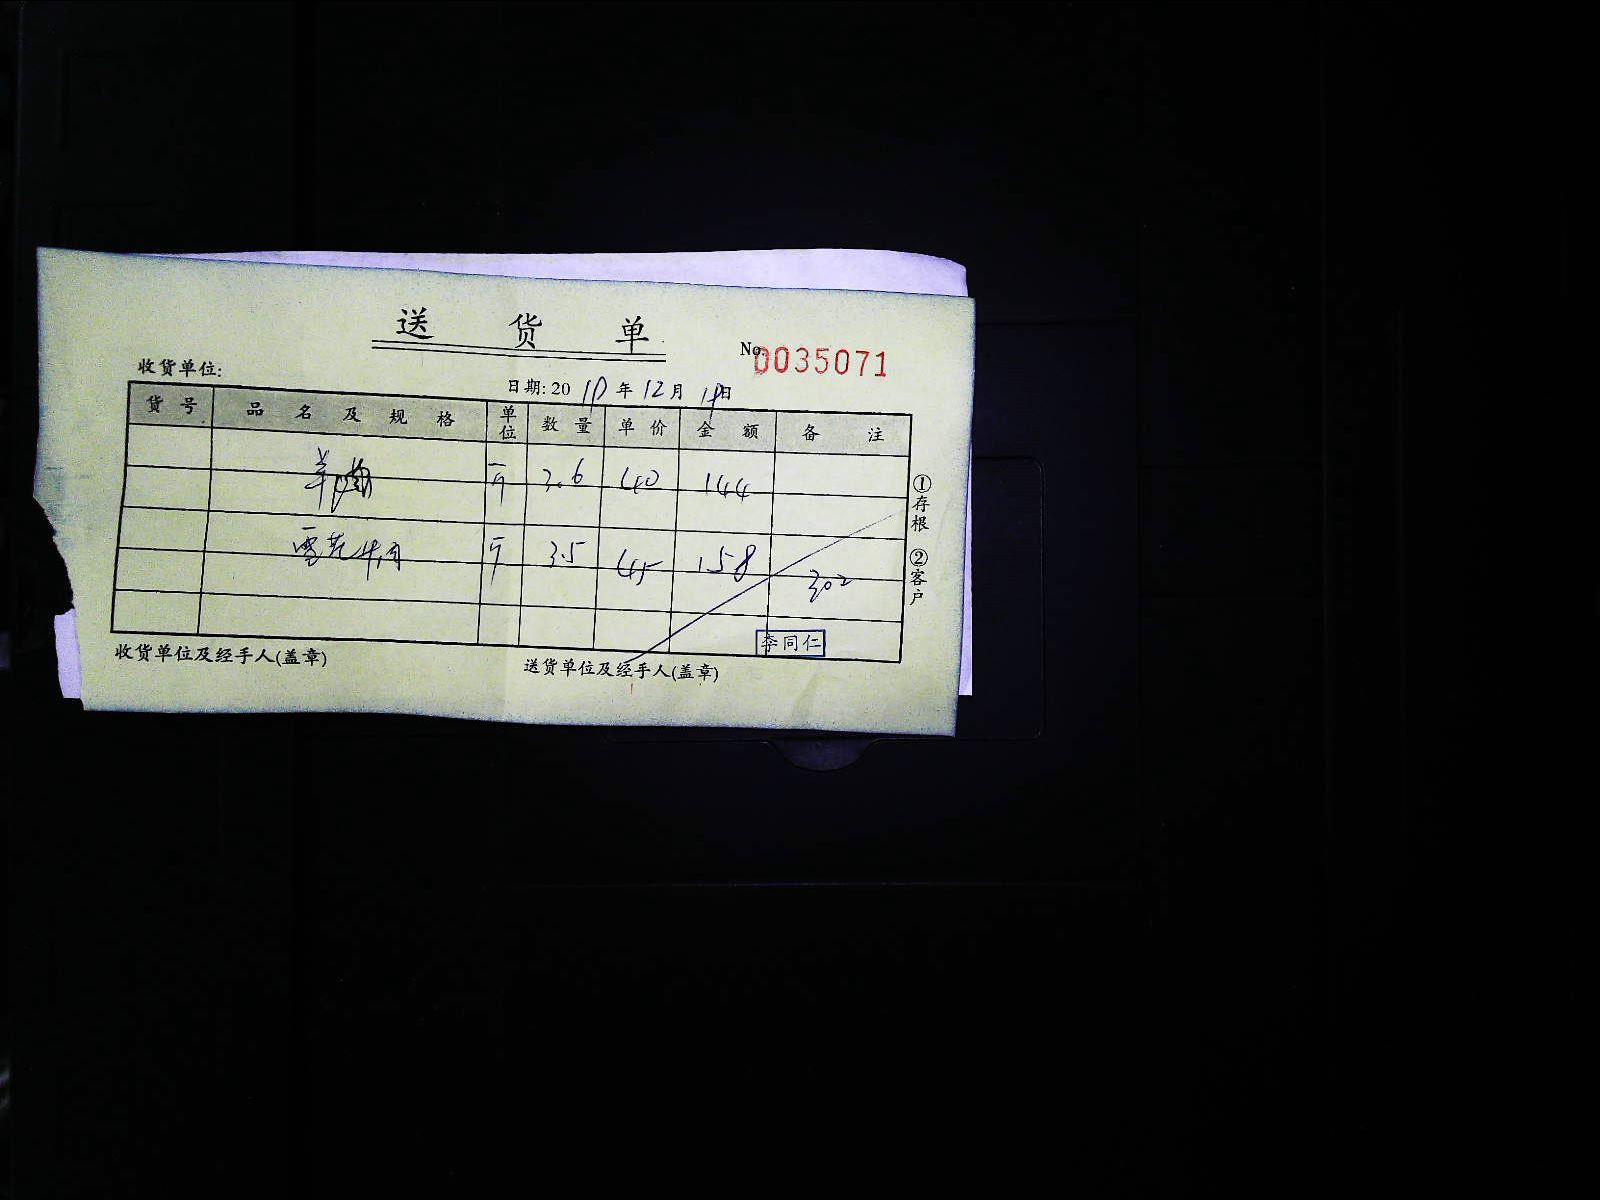 送 货 单
No 0035071
收货单位:
日期: 20 年 12 月 日
货 号 品 名 及 规 格 单位 数 量 单 价 金 额 备 注
羊 斤 3.6 40 144
雪花牛肉 斤 3.5 45 158
302
①存根 ②客户
李同仁
收货单位及经手人(盖章) 送货单位及经手人(盖章)